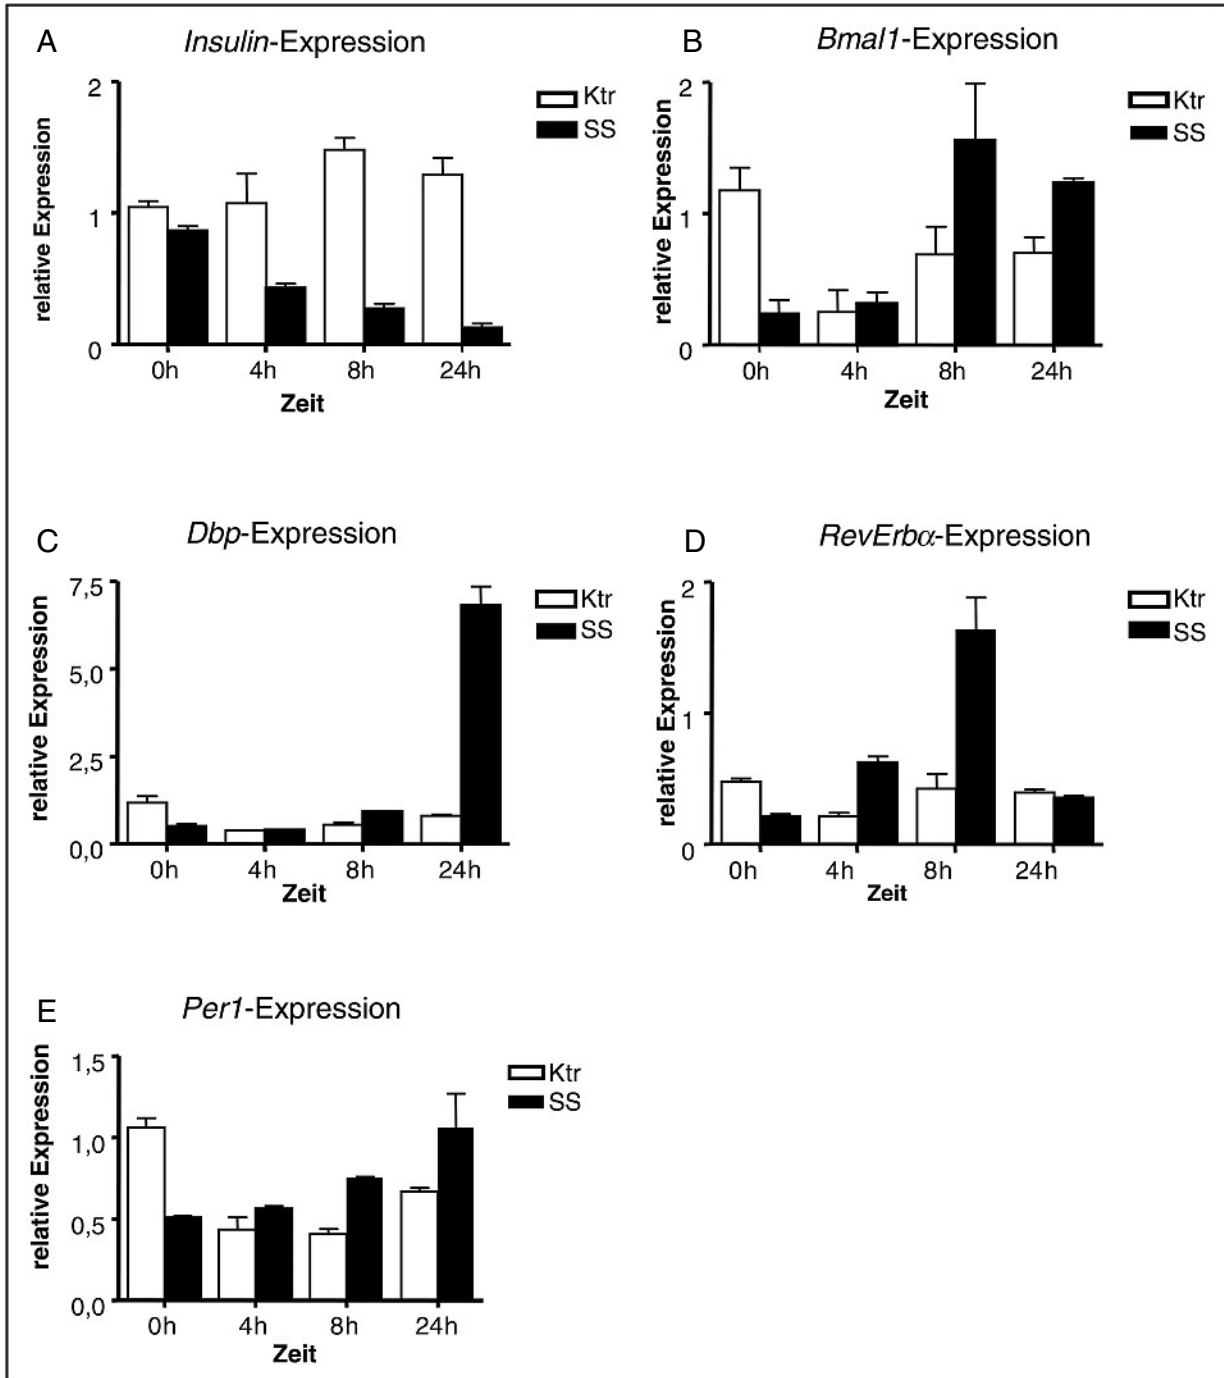 A
Insulin-Expression
2
1
0
relative Expression
Ktr
SS
0h 4h 8h 24h
Zeit
B
Bmal1-Expression
2
1
0
relative Expression
Ktr
SS
0h 4h 8h 24h
Zeit
C
Dbp-Expression
7,5
5,0
2,5
0,0
relative Expression
Ktr
SS
0h 4h 8h 24h
Zeit
D
RevErbα-Expression
2
1
0
relative Expression
Ktr
SS
0h 4h 8h 24h
Zeit
E
Per1-Expression
1,5
1,0
0,5
0,0
relative Expression
Ktr
SS
0h 4h 8h 24h
Zeit